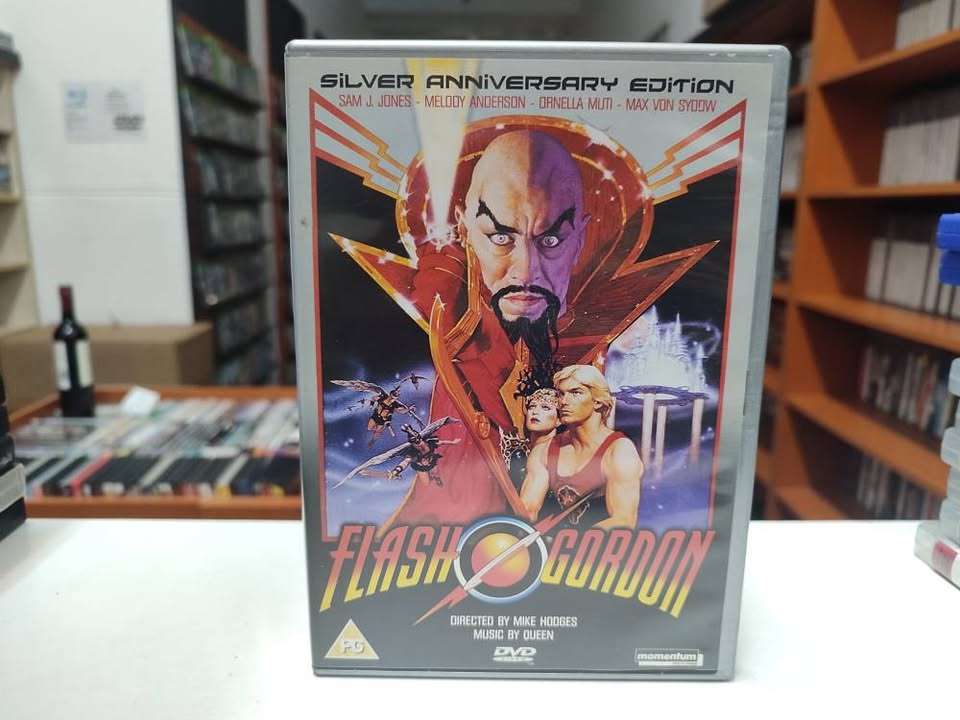 SiLVER ANNiVERSARY EDiTiON
SAM J. JONES - MELODY ANDERSON - ORNELLA MUTI - MAX VON SYDOW
FLASH GORDON
DIRECTED BY MIKE HODGES
MUSIC BY QUEEN
PG
DVD
VIDEO
momentum